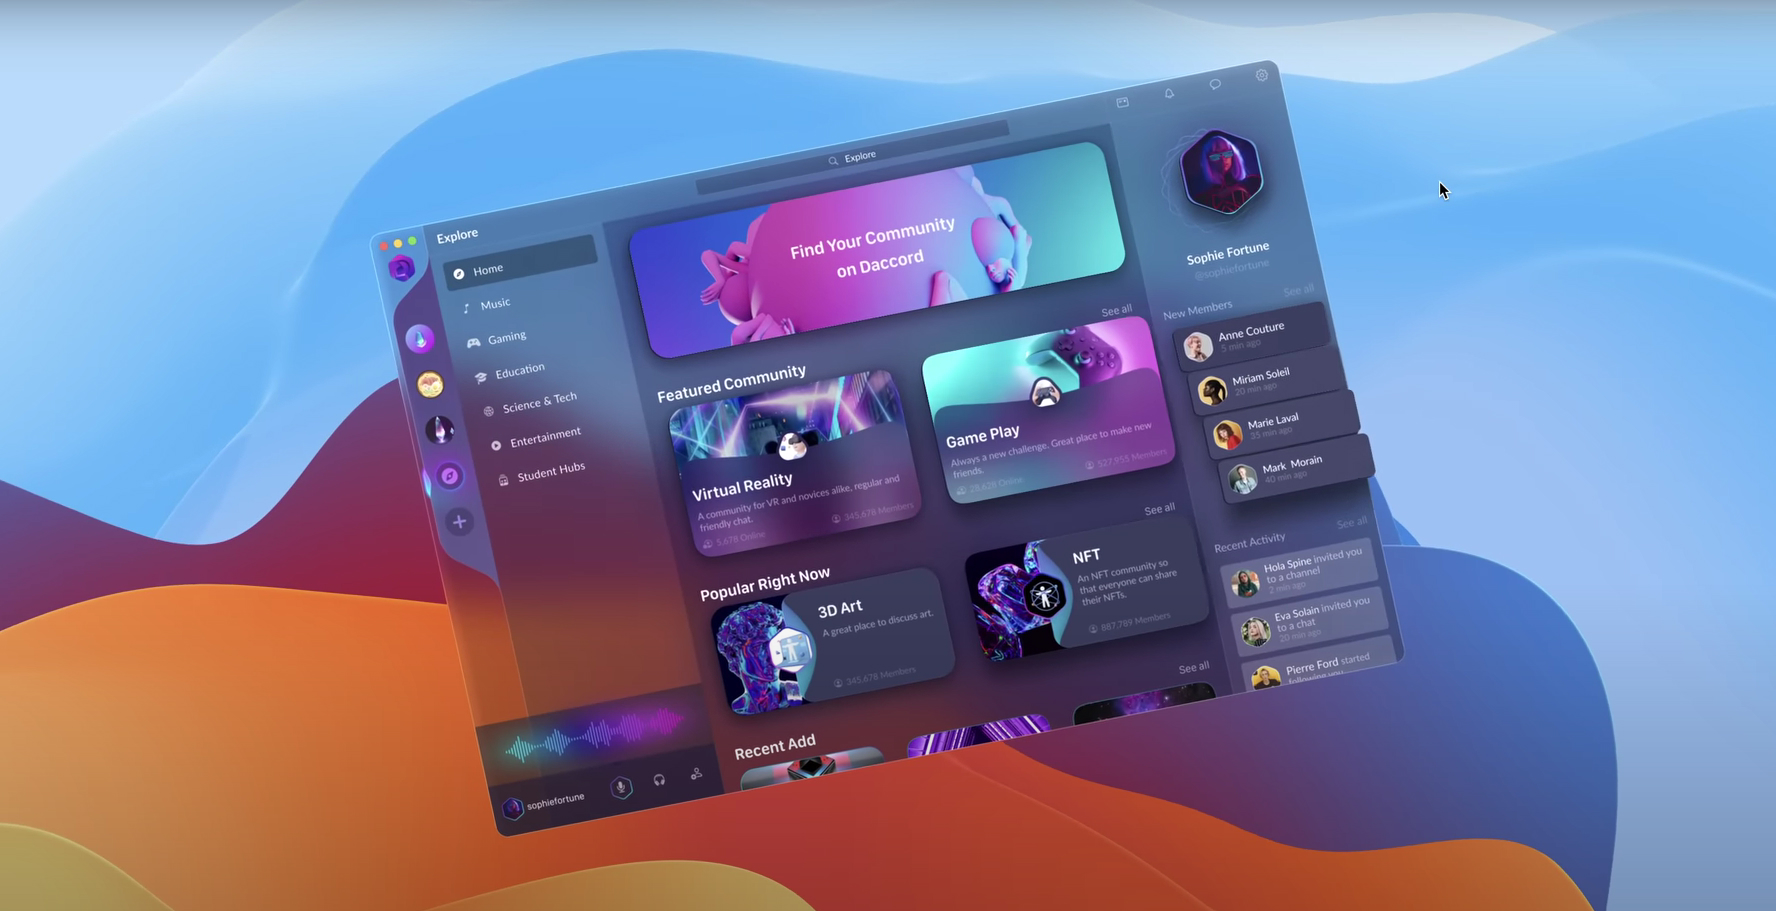 Explore
Explore
Home
Music
Gaming
Education
Science & Tech
Entertainment
Student Hubs
sophiefortune
Find Your Community
on Daccord
See all
Featured Community
Virtual Reality
A community for VR and novices alike, regular and
friendly chat.
5,678 Online
345,678 Members
Game Play
Always a new challenge. Great place to make new
friends.
28,628 Online
527,955 Members
See all
Popular Right Now
3D Art
A great place to discuss art.
345,678 Members
NFT
An NFT community so
that everyone can share
their NFTs.
887,789 Members
See all
Recent Add
Sophie Fortune
@sophiefortune
See all
New Members
Anne Couture
5 min ago
Miriam Soleil
20 min ago
Marie Laval
35 min ago
Mark Morain
40 min ago
See all
Recent Activity
Hola Spine invited you
to a channel
2 min ago
Eva Solain invited you
to a chat
20 min ago
Pierre Ford started
following you